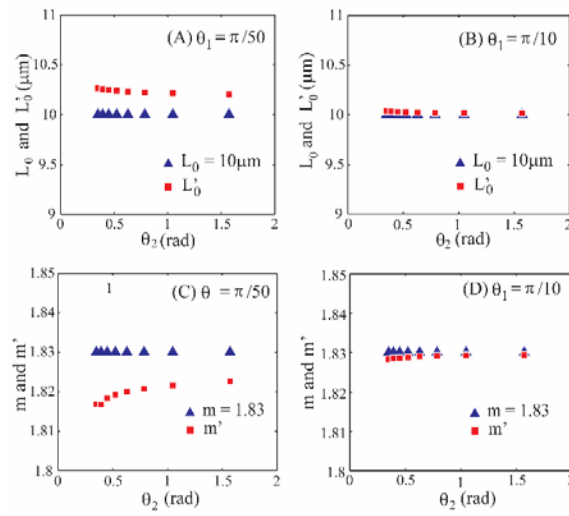 (A) θ1 = π/50
L0 and L'0 (μm)
11
10.5
10
9.5
9
L0 = 10μm
L'0
0 0.5 1 1.5 2
θ2 (rad)
(B) θ1 = π/10
L0 and L'0 (μm)
11
10.5
10
9.5
9
L0 = 10μm
L'0
0 0.5 1 1.5 2
θ2 (rad)
1
(C) θ = π/50
m and m'
1.85
1.84
1.83
1.82
1.81
1.8
m = 1.83
m'
0 0.5 1 1.5 2
θ2 (rad)
(D) θ1 = π/10
m and m'
1.85
1.84
1.83
1.82
1.81
1.8
m = 1.83
m'
0 0.5 1 1.5 2
θ2 (rad)